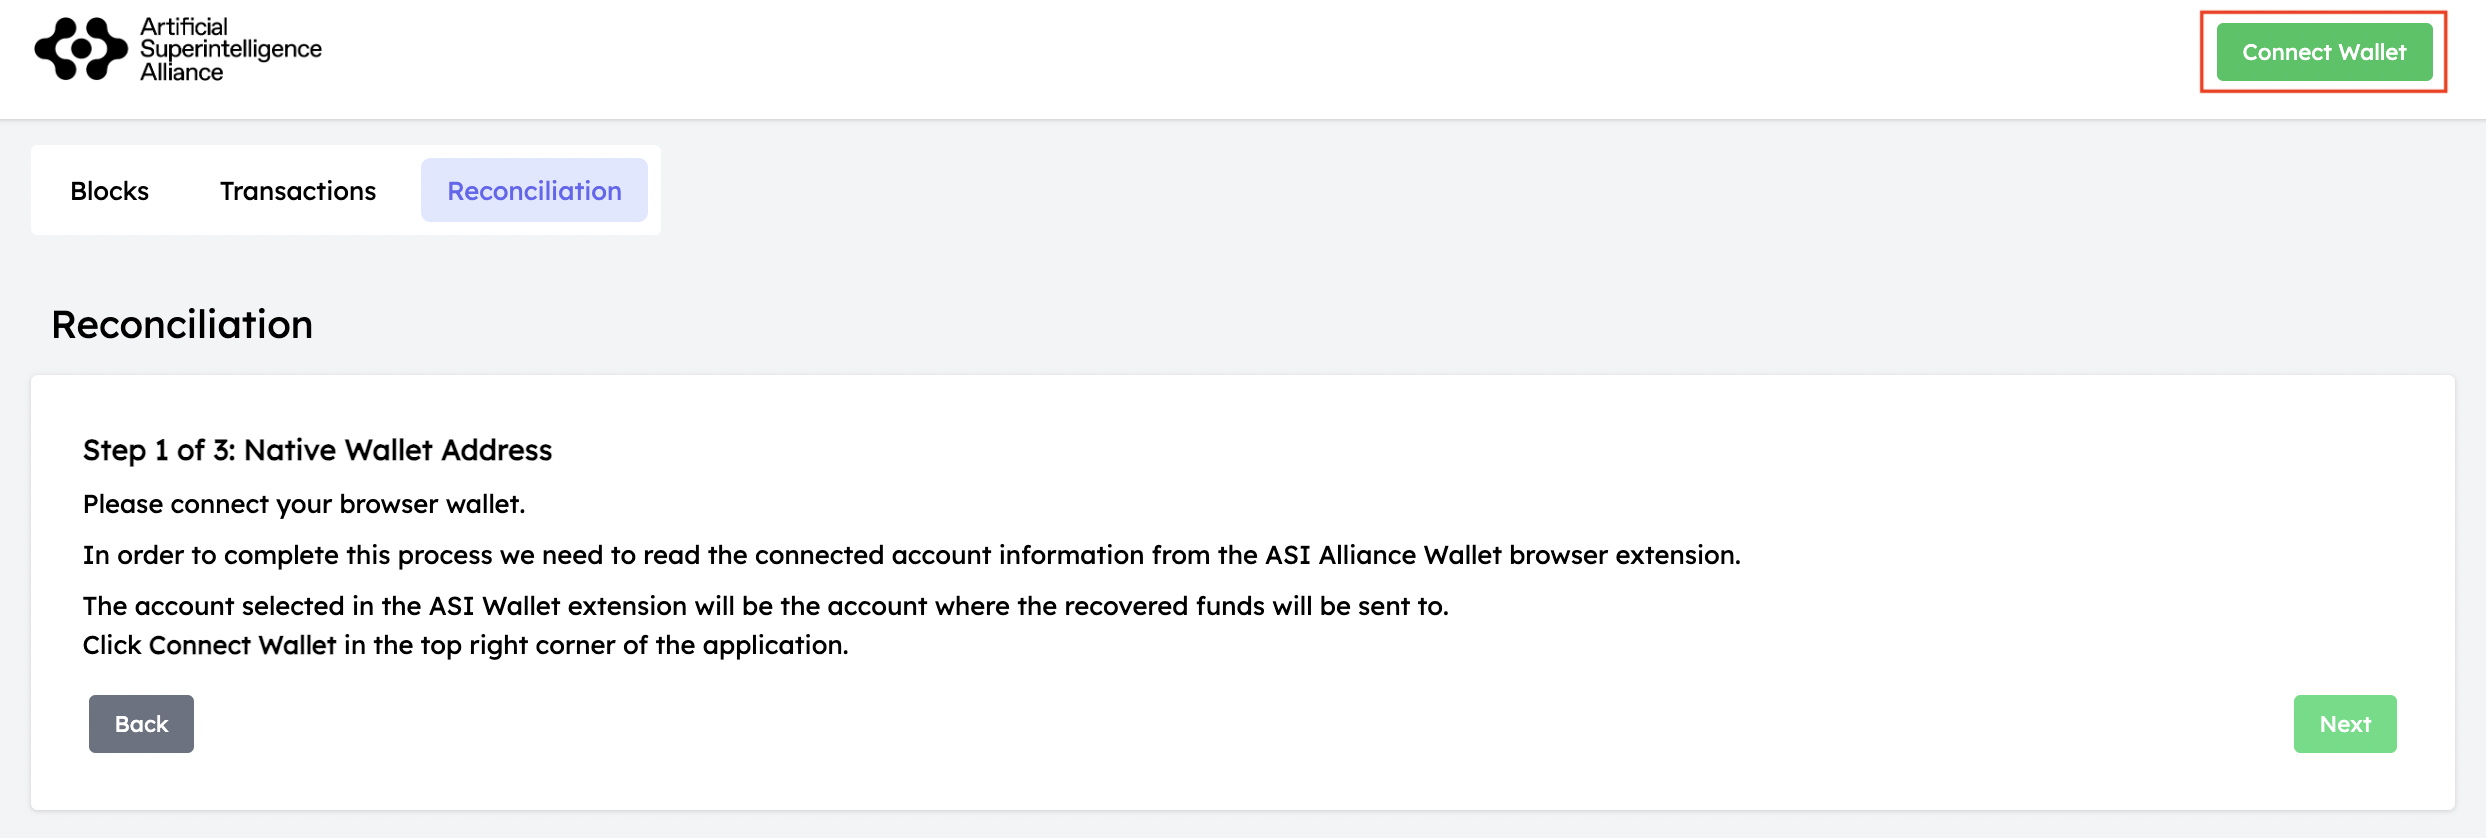 Artificial
Superintelligence
Alliance
Connect Wallet
Blocks
Transactions
Reconciliation
Reconciliation
Step 1 of 3: Native Wallet Address
Please connect your browser wallet.
In order to complete this process we need to read the connected account information from the ASI Alliance Wallet browser extension.
The account selected in the ASI Wallet extension will be the account where the recovered funds will be sent to.
Click Connect Wallet in the top right corner of the application.
Back
Next